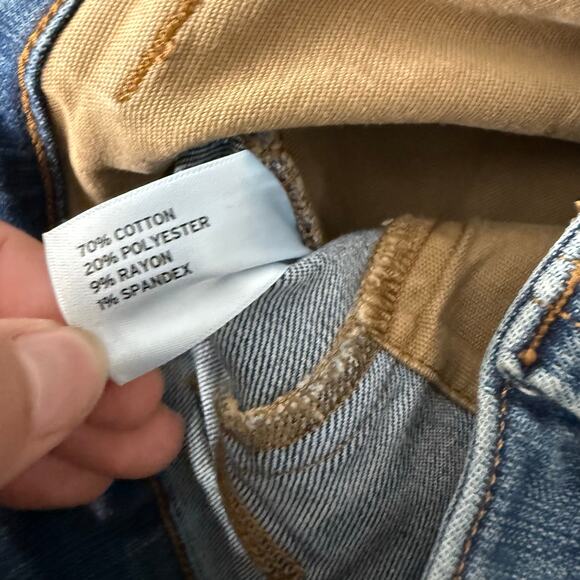 70% COTTON
20% POLYESTER
9% RAYON
1% SPANDEX